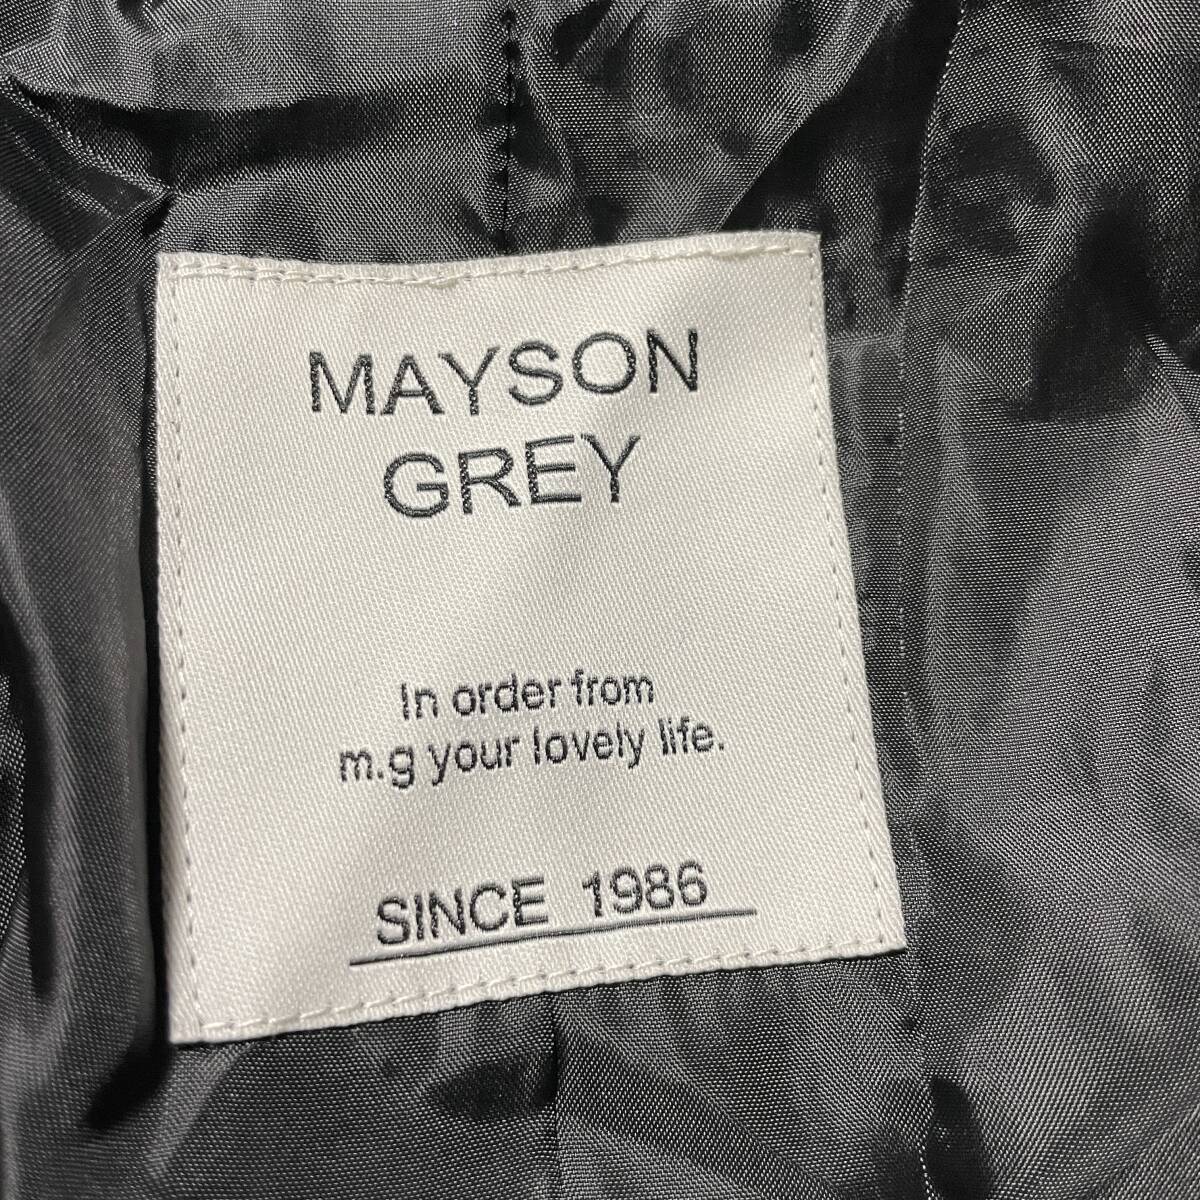 MAYSON
GREY
In order from
m.g your lovely life.
SINCE 1986